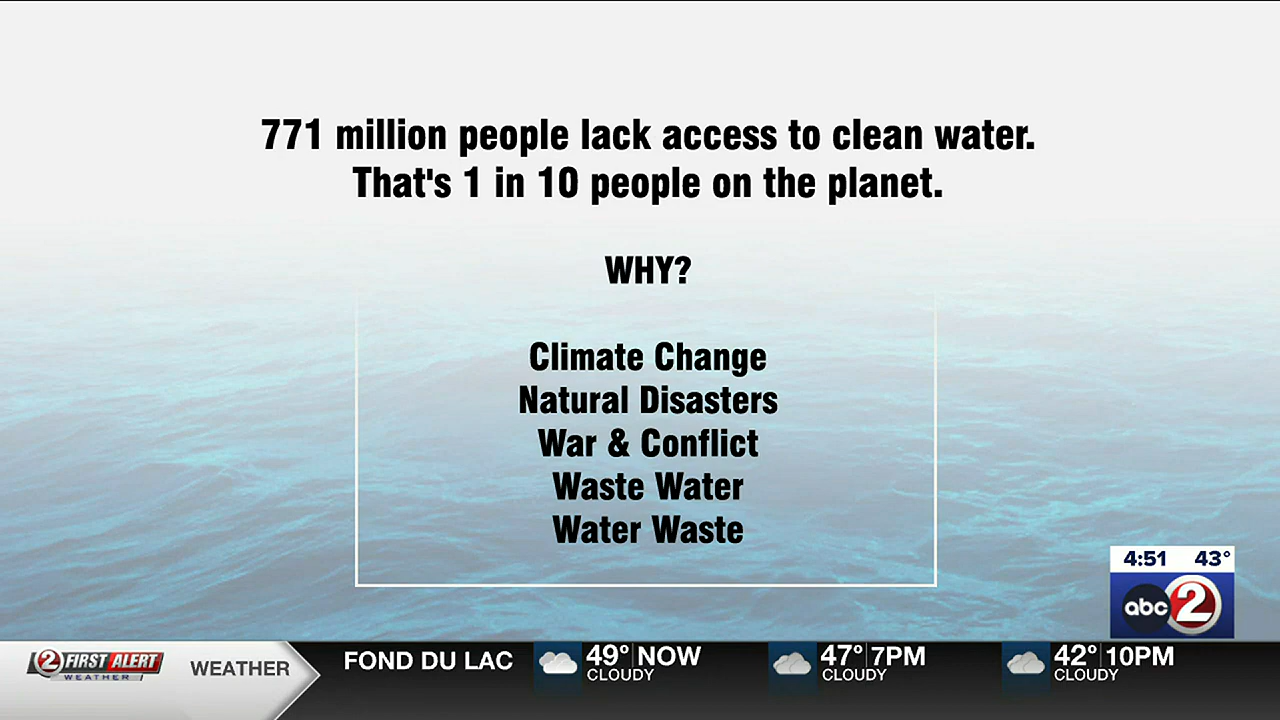 771 million people lack access to clean water.
That's 1 in 10 people on the planet.
WHY?
Climate Change
Natural Disasters
War & Conflict
Waste Water
Water Waste
4:51 43°
abc 2
2 FIRST ALERT
WEATHER
WEATHER
FOND DU LAC
49° NOW
CLOUDY
47° 7PM
CLOUDY
42° 10PM
CLOUDY